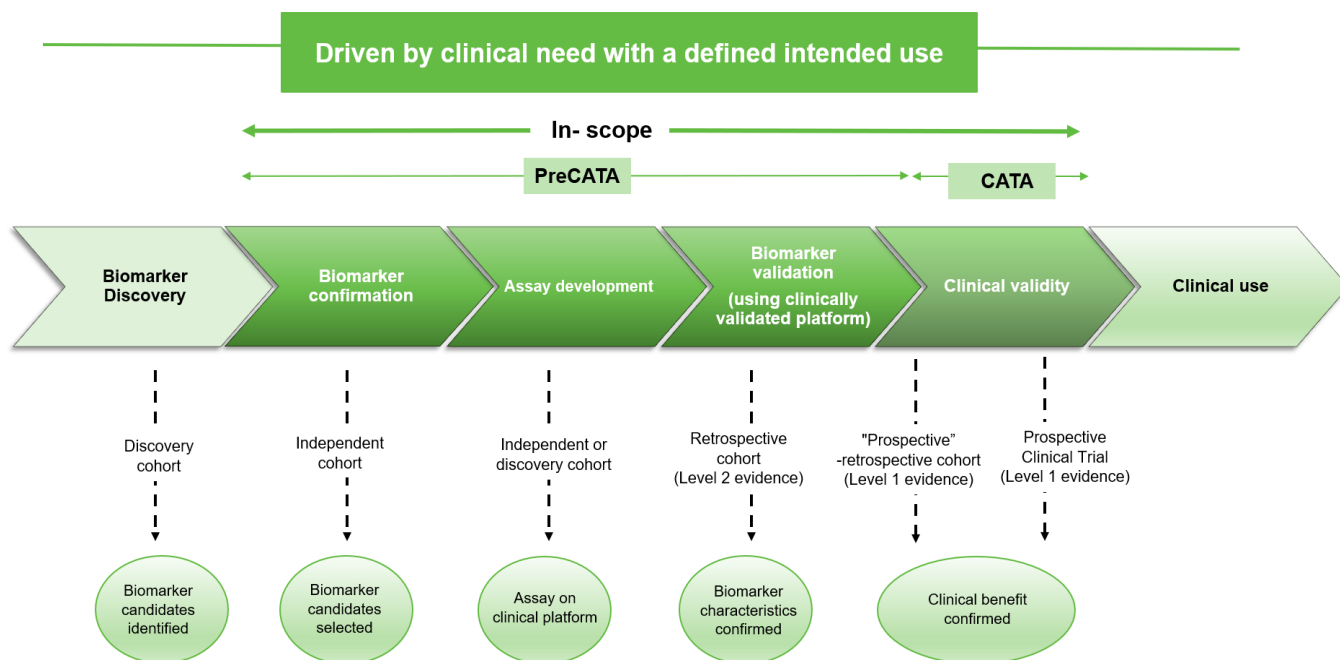 Driven by clinical need with a defined intended use
In- scope
PreCATA
CATA
Biomarker
Discovery
Biomarker
confirmation
Assay development
Biomarker
validation
(using clinically
validated platform)
Clinical validity
Clinical use
Discovery
cohort
Independent
cohort
Independent or
discovery cohort
Retrospective
cohort
(Level 2 evidence)
"Prospective”
-retrospective cohort
(Level 1 evidence)
Prospective
Clinical Trial
(Level 1 evidence)
Biomarker
candidates
identified
Biomarker
candidates
selected
Assay on
clinical platform
Biomarker
characteristics
confirmed
Clinical benefit
confirmed